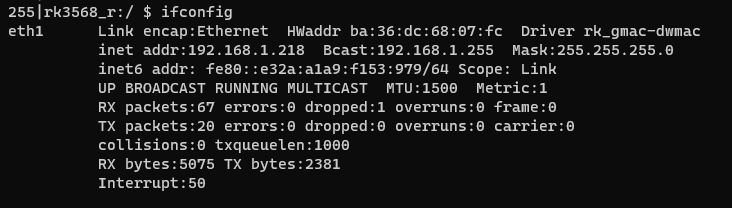 255|rk3568_r:/ $ ifconfig
eth1      Link encap:Ethernet  HWaddr ba:36:dc:68:07:fc  Driver rk_gmac-dwmac
          inet addr:192.168.1.218  Bcast:192.168.1.255  Mask:255.255.255.0
          inet6 addr: fe80::e32a:a1a9:f153:979/64 Scope: Link
          UP BROADCAST RUNNING MULTICAST  MTU:1500  Metric:1
          RX packets:67 errors:0 dropped:1 overruns:0 frame:0
          TX packets:20 errors:0 dropped:0 overruns:0 carrier:0
          collisions:0 txqueuelen:1000
          RX bytes:5075 TX bytes:2381
          Interrupt:50